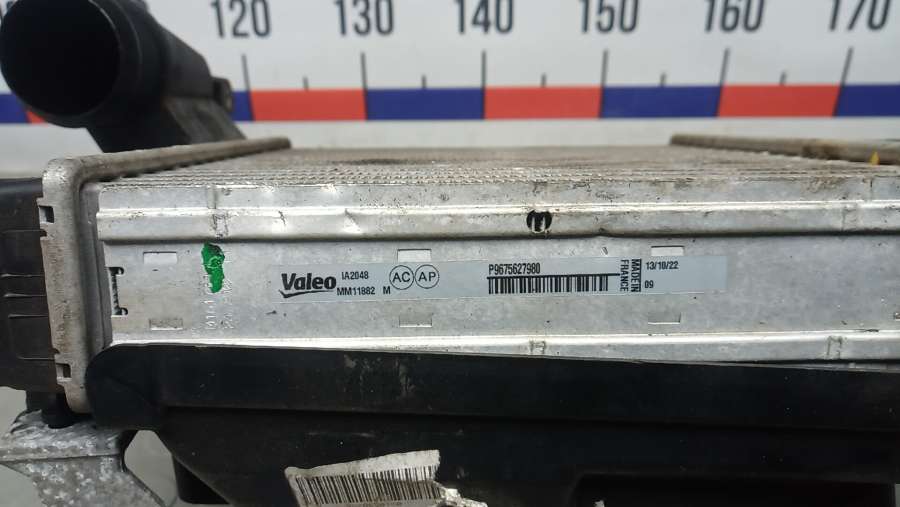 120 130 140 150 160 170
Valeo
IA2048
MM11882 M
AC AP
P9675627980
MADE IN
FRANCE
13/10/22
09